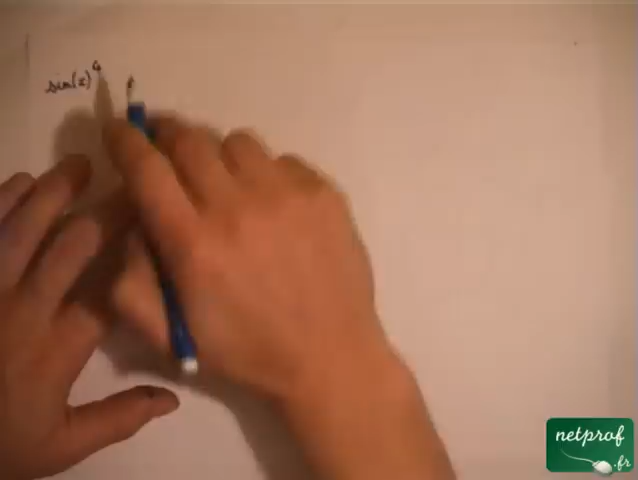 sin(x)⁴
netprof
.fr